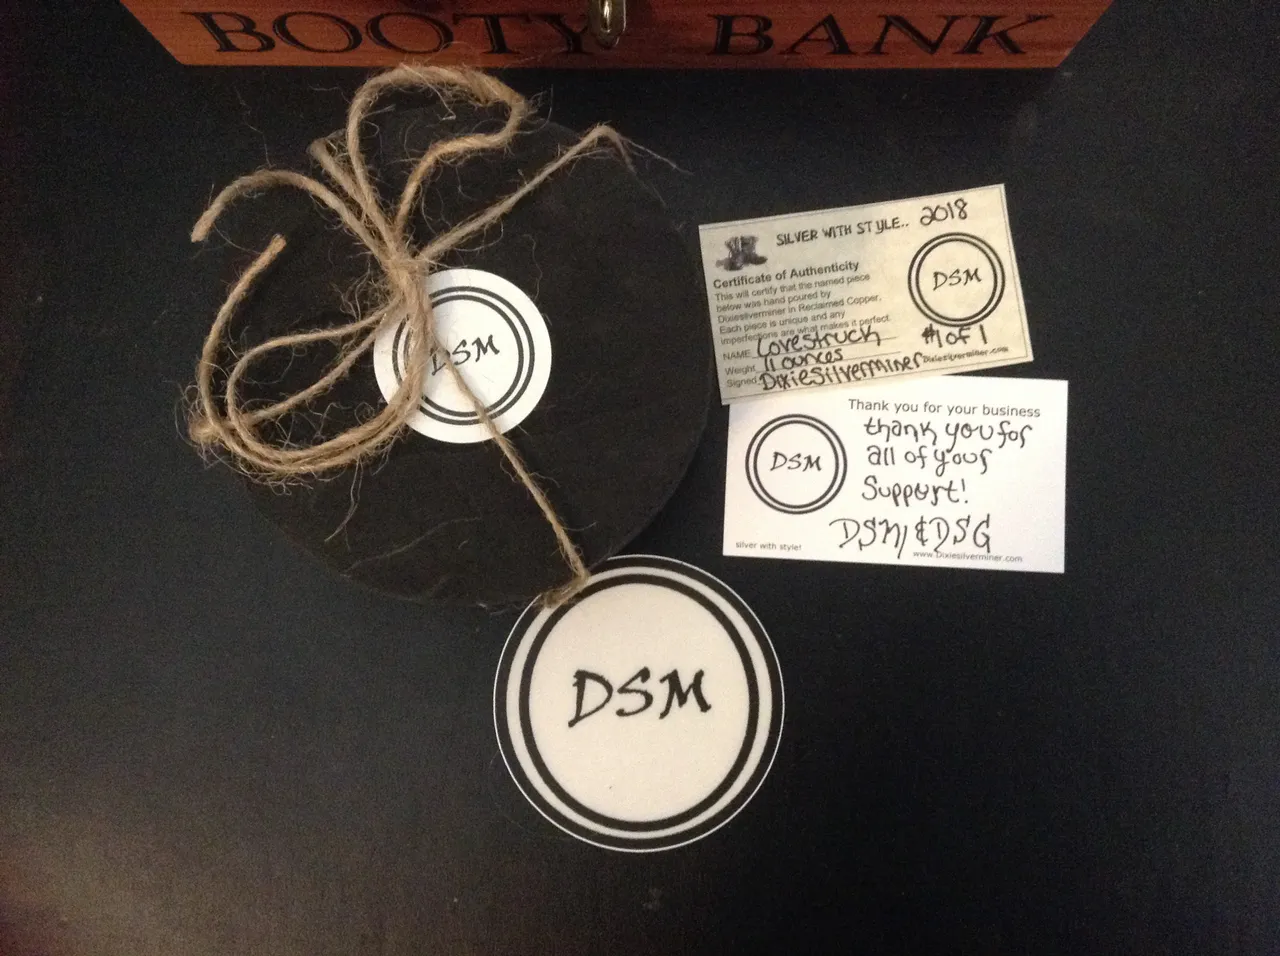 BOOTY BANK
DSM
SILVER WITH STYLE.. 2018
Certificate of Authenticity
This will certify that the named piece
below was hand poured by
Dixiesilverminer in Reclaimed Copper.
Each piece is unique and any
imperfections are what makes it perfect.
DSM
NAME Lovestruck #1 of 1
Weight 11 ounces
Signed DixieSilverminer Dixiesilverminer.com
Thank you for your business
thank you for
all of your
Support!
DSM & DSG
DSM
silver with style!
www.Dixiesilverminer.com
DSM